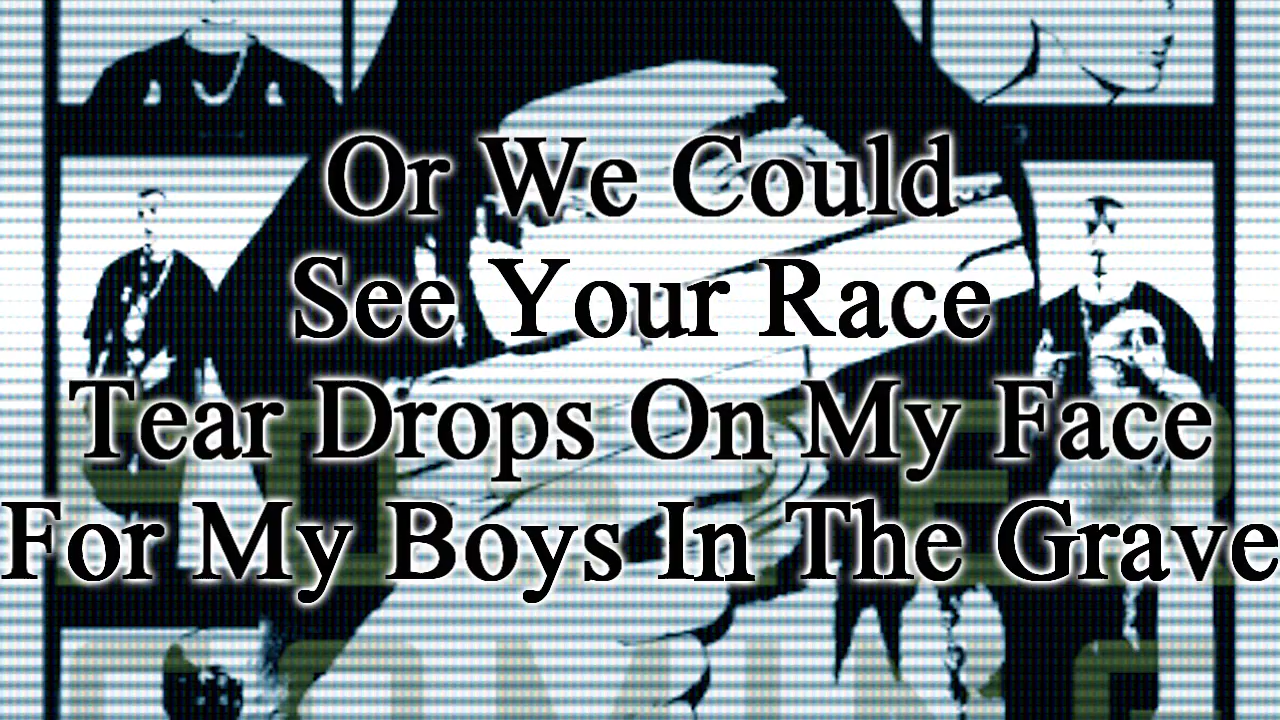 Or We Could
See Your Race
Tear Drops On My Face
For My Boys In The Grave